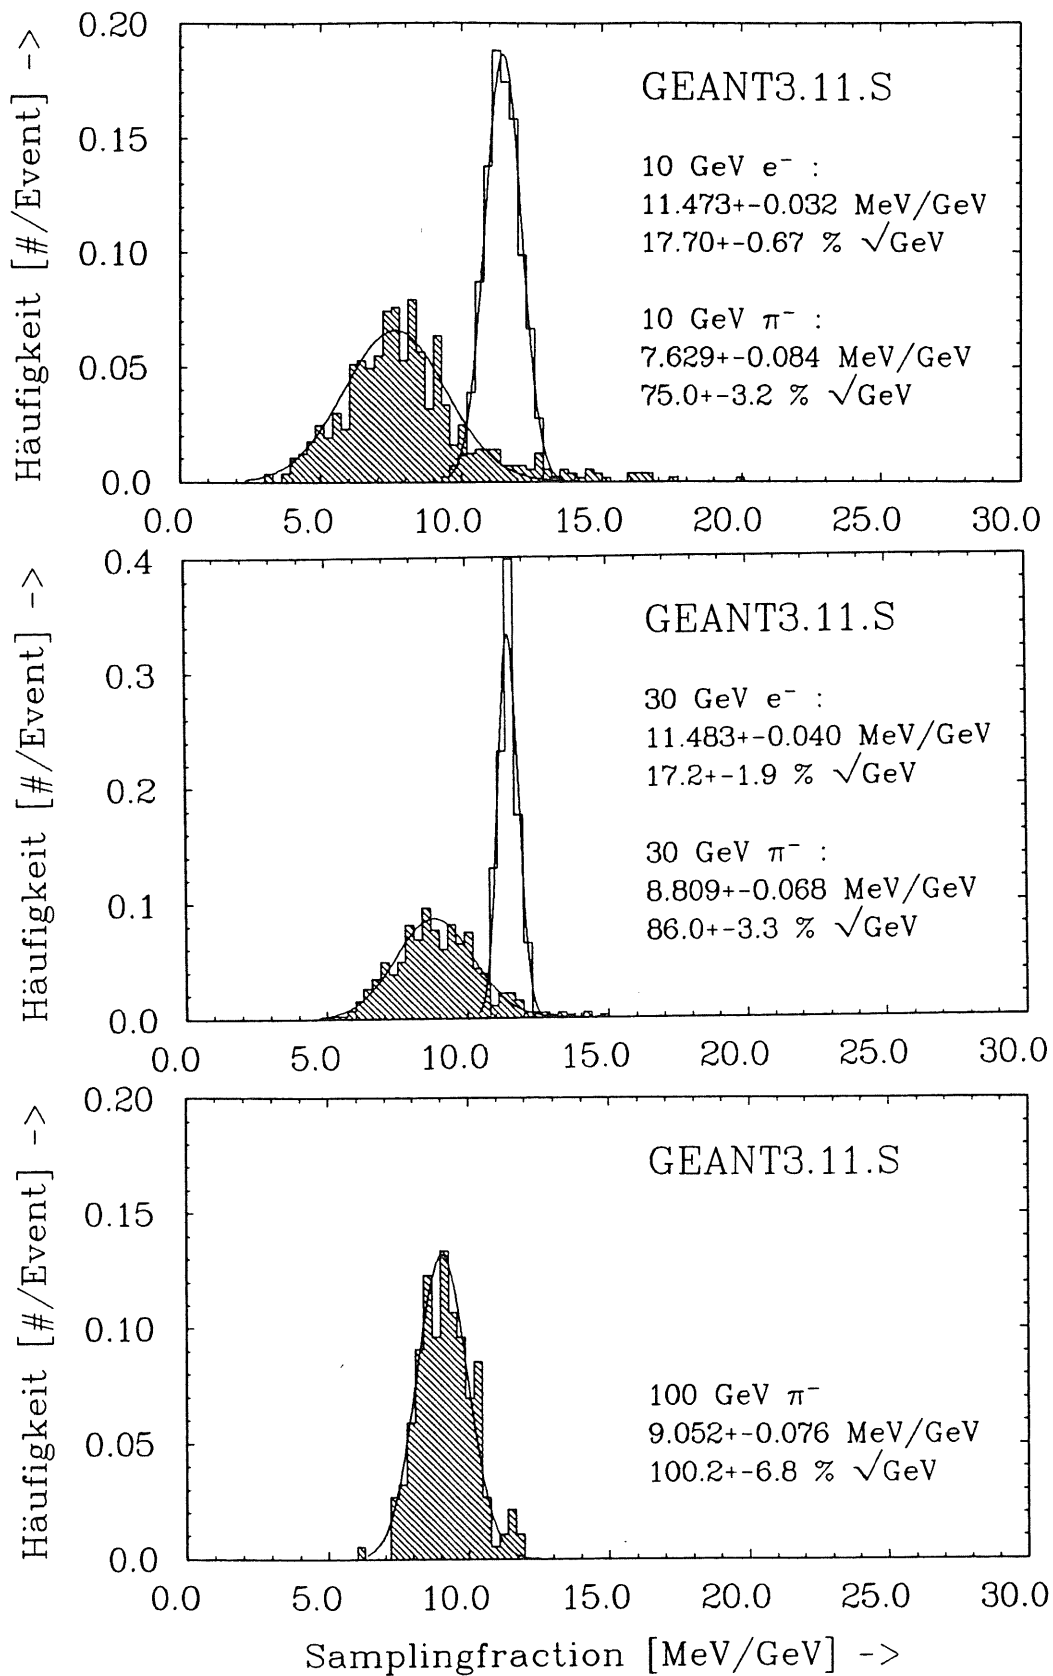 Häufigkeit [#/Event] ->
0.20
0.15
0.10
0.05
0.0
GEANT3.11.S
10 GeV e⁻ :
11.473+-0.032 MeV/GeV
17.70+-0.67 % √GeV
10 GeV π⁻ :
7.629+-0.084 MeV/GeV
75.0+-3.2 % √GeV
0.0 5.0 10.0 15.0 20.0 25.0 30.0
Häufigkeit [#/Event] ->
0.4
0.3
0.2
0.1
0.0
GEANT3.11.S
30 GeV e⁻ :
11.483+-0.040 MeV/GeV
17.2+-1.9 % √GeV
30 GeV π⁻ :
8.809+-0.068 MeV/GeV
86.0+-3.3 % √GeV
0.0 5.0 10.0 15.0 20.0 25.0 30.0
Häufigkeit [#/Event] ->
0.20
0.15
0.10
0.05
0.0
GEANT3.11.S
100 GeV π⁻
9.052+-0.076 MeV/GeV
100.2+-6.8 % √GeV
0.0 5.0 10.0 15.0 20.0 25.0 30.0
Samplingfraction [MeV/GeV] ->